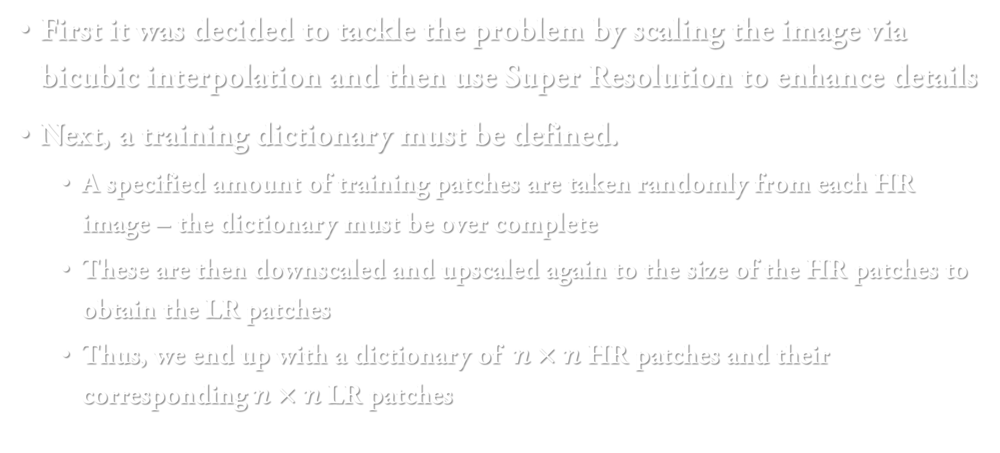 • First it was decided to tackle the problem by scaling the image via
bicubic interpolation and then use Super Resolution to enhance details
• Next, a training dictionary must be defined.
• A specified amount of training patches are taken randomly from each HR
image – the dictionary must be over complete
• These are then downscaled and upscaled again to the size of the HR patches to
obtain the LR patches
• Thus, we end up with a dictionary of n × n HR patches and their
corresponding n × n LR patches